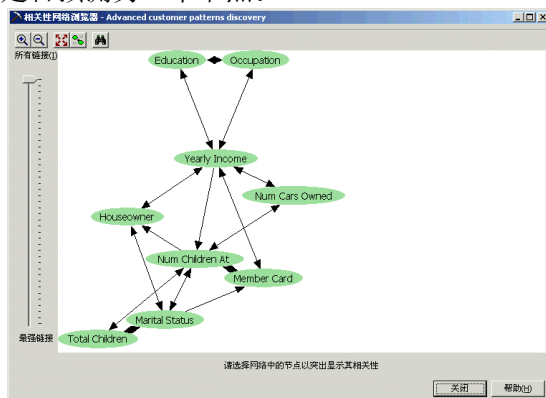 相关性网络浏览器 - Advanced customer patterns discovery
所有链接(I)
Education
Occupation
Yearly Income
Num Cars Owned
Houseowner
Num Children At
Member Card
Marital Status
最强链接
Total Children
请选择网络中的节点以突出显示其相关性
关闭
帮助(H)